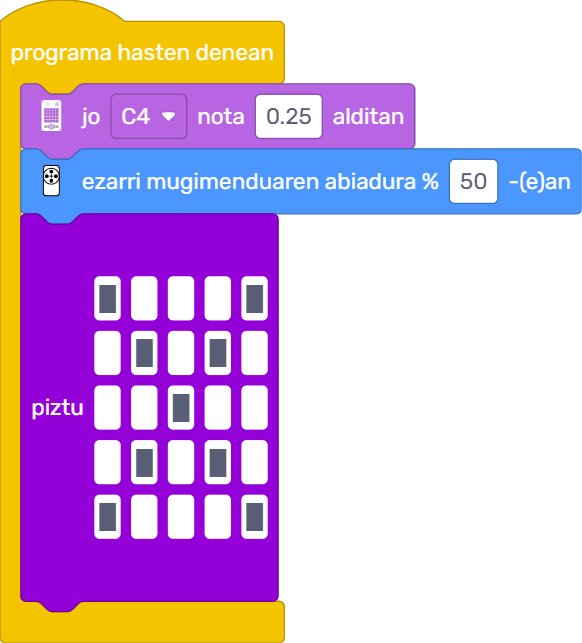 programa hasten denean
jo C4 nota 0.25 alditan
ezarri mugimenduaren abiadura % 50 -(e)an
piztu